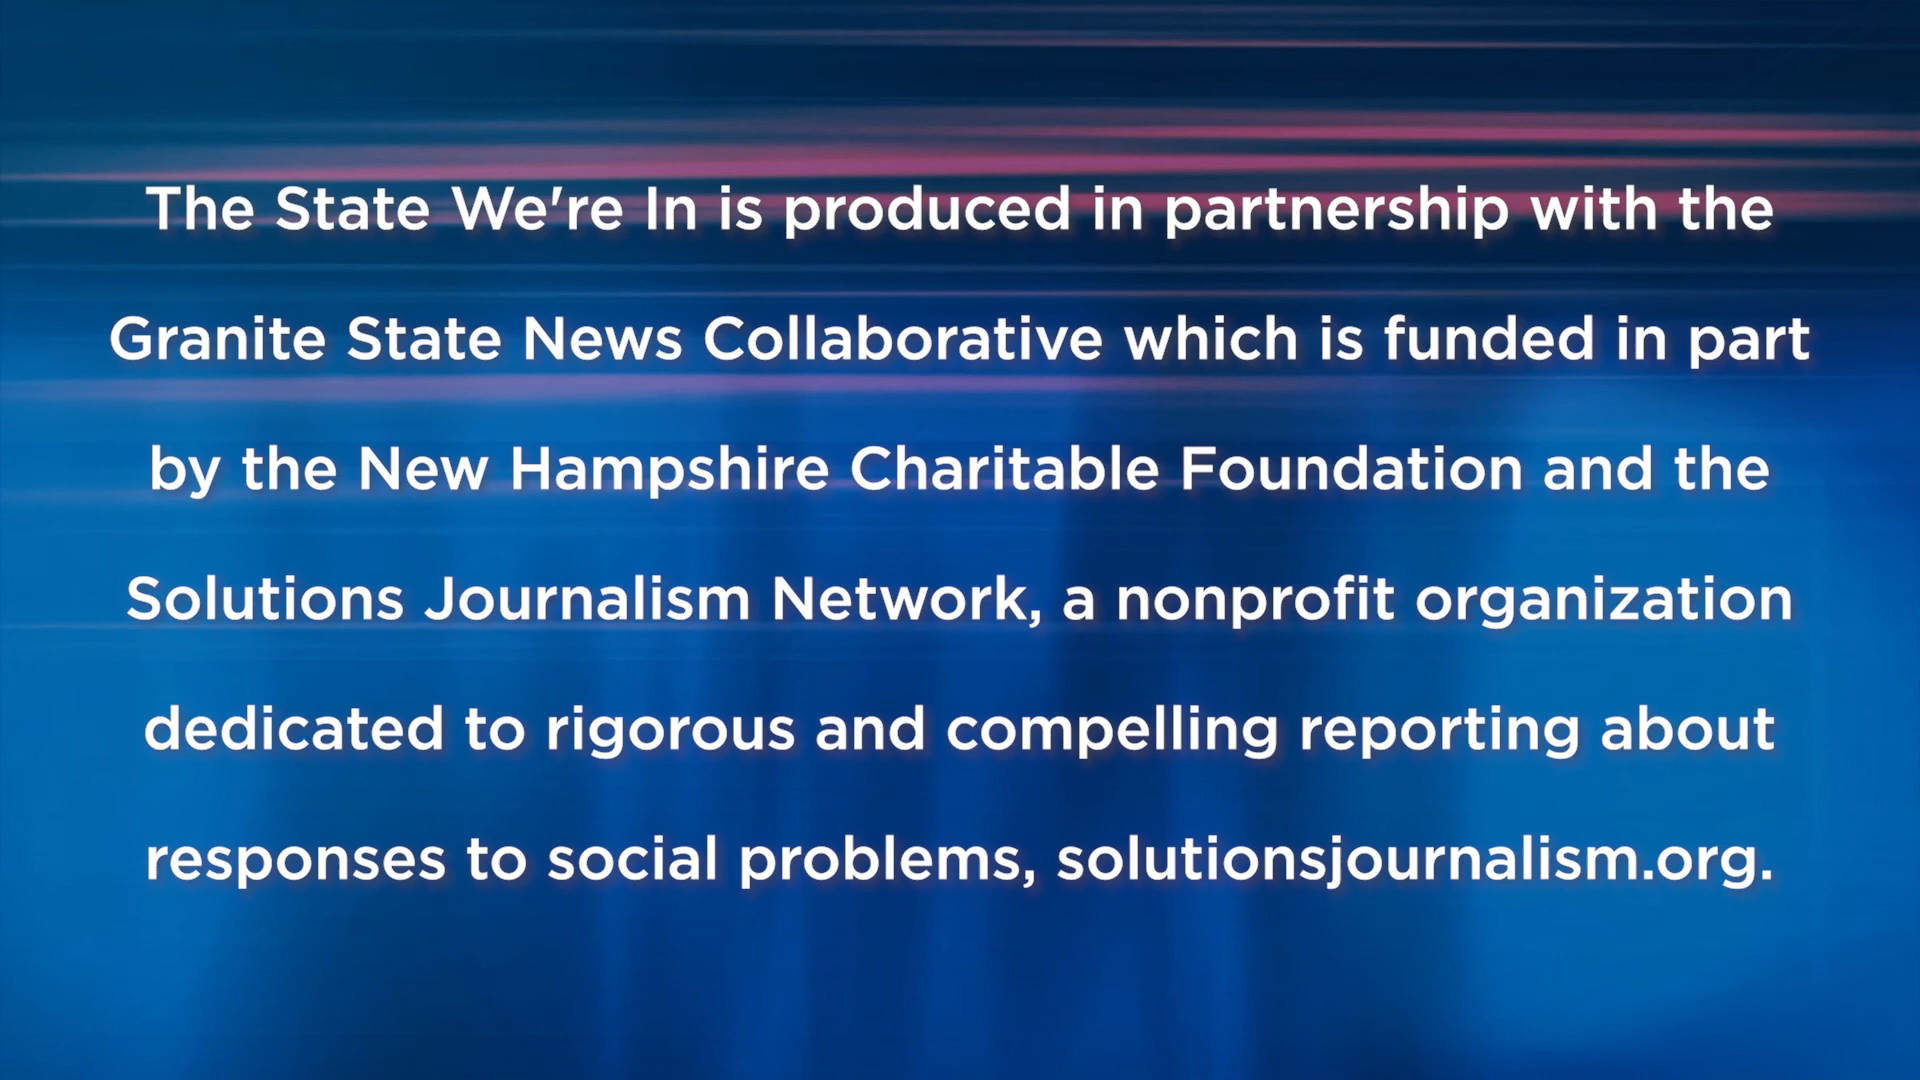 The State We're In is produced in partnership with the
Granite State News Collaborative which is funded in part
by the New Hampshire Charitable Foundation and the
Solutions Journalism Network, a nonprofit organization
dedicated to rigorous and compelling reporting about
responses to social problems, solutionsjournalism.org.